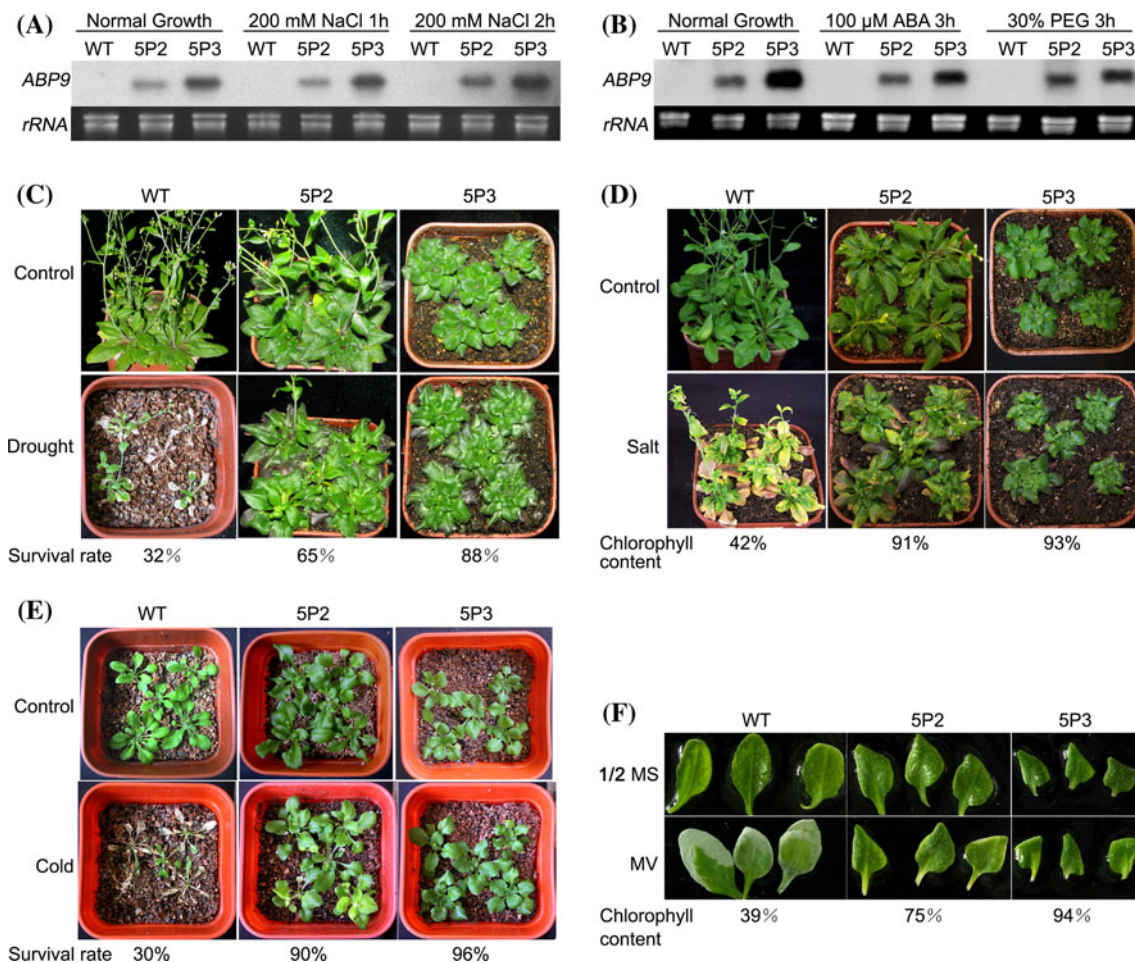 (A)
Normal Growth 200 mM NaCl 1h 200 mM NaCl 2h
WT 5P2 5P3 WT 5P2 5P3 WT 5P2 5P3
ABP9
rRNA
(B)
Normal Growth 100 µM ABA 3h 30% PEG 3h
WT 5P2 5P3 WT 5P2 5P3 WT 5P2 5P3
ABP9
rRNA
(C)
WT 5P2 5P3
Control
Drought
Survival rate 32% 65% 88%
(D)
WT 5P2 5P3
Control
Salt
Chlorophyll 42% 91% 93%
content
(E)
WT 5P2 5P3
Control
Cold
Survival rate 30% 90% 96%
(F)
WT 5P2 5P3
1/2 MS
MV
Chlorophyll 39% 75% 94%
content